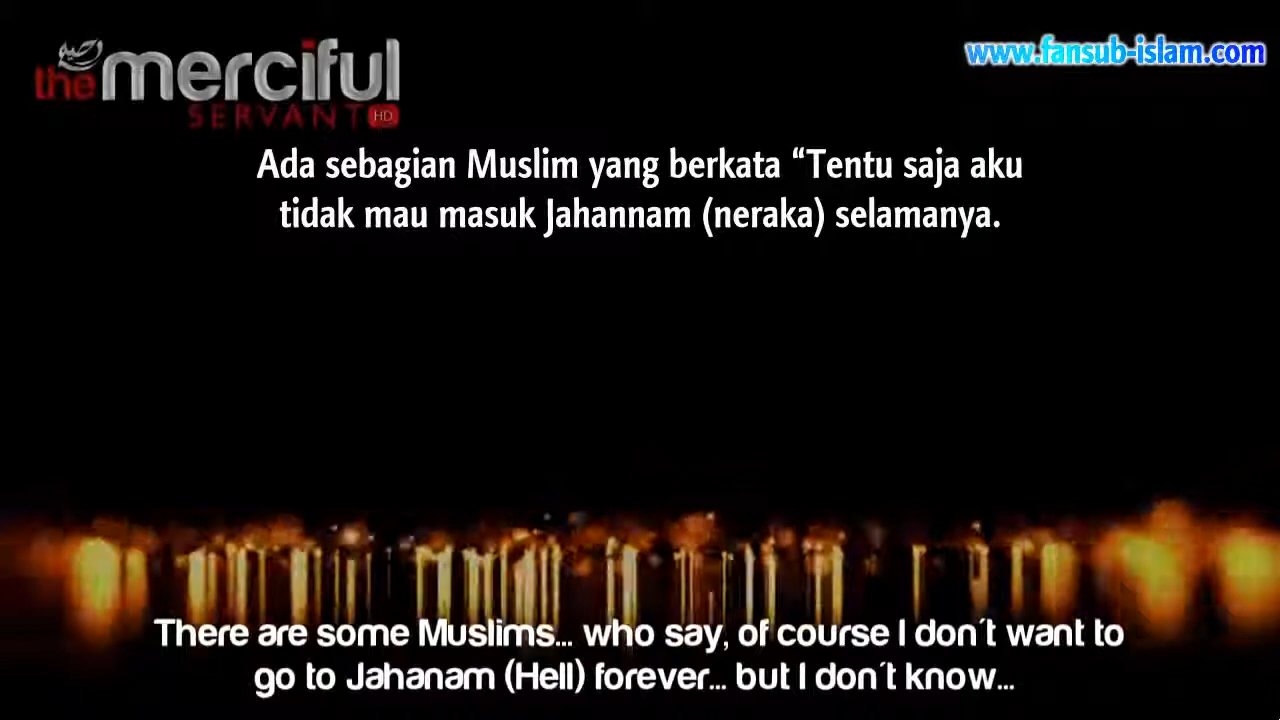 the merciful
SERVANT HD
www.fansub-islam.com
Ada sebagian Muslim yang berkata “Tentu saja aku
tidak mau masuk Jahannam (neraka) selamanya.
There are some Muslims... who say, of course I don´t want to
go to Jahanam (Hell) forever... but I don´t know...